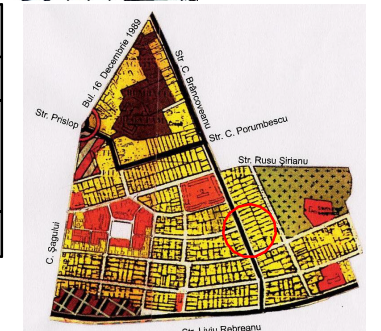 Bul. 16 Decembrie 1989
Str. C. Brâncoveanu
Str. Prislop
Str. C. Porumbescu
Str. Rusu Şirianu
C. Şagului
Str. Liviu Rebreanu